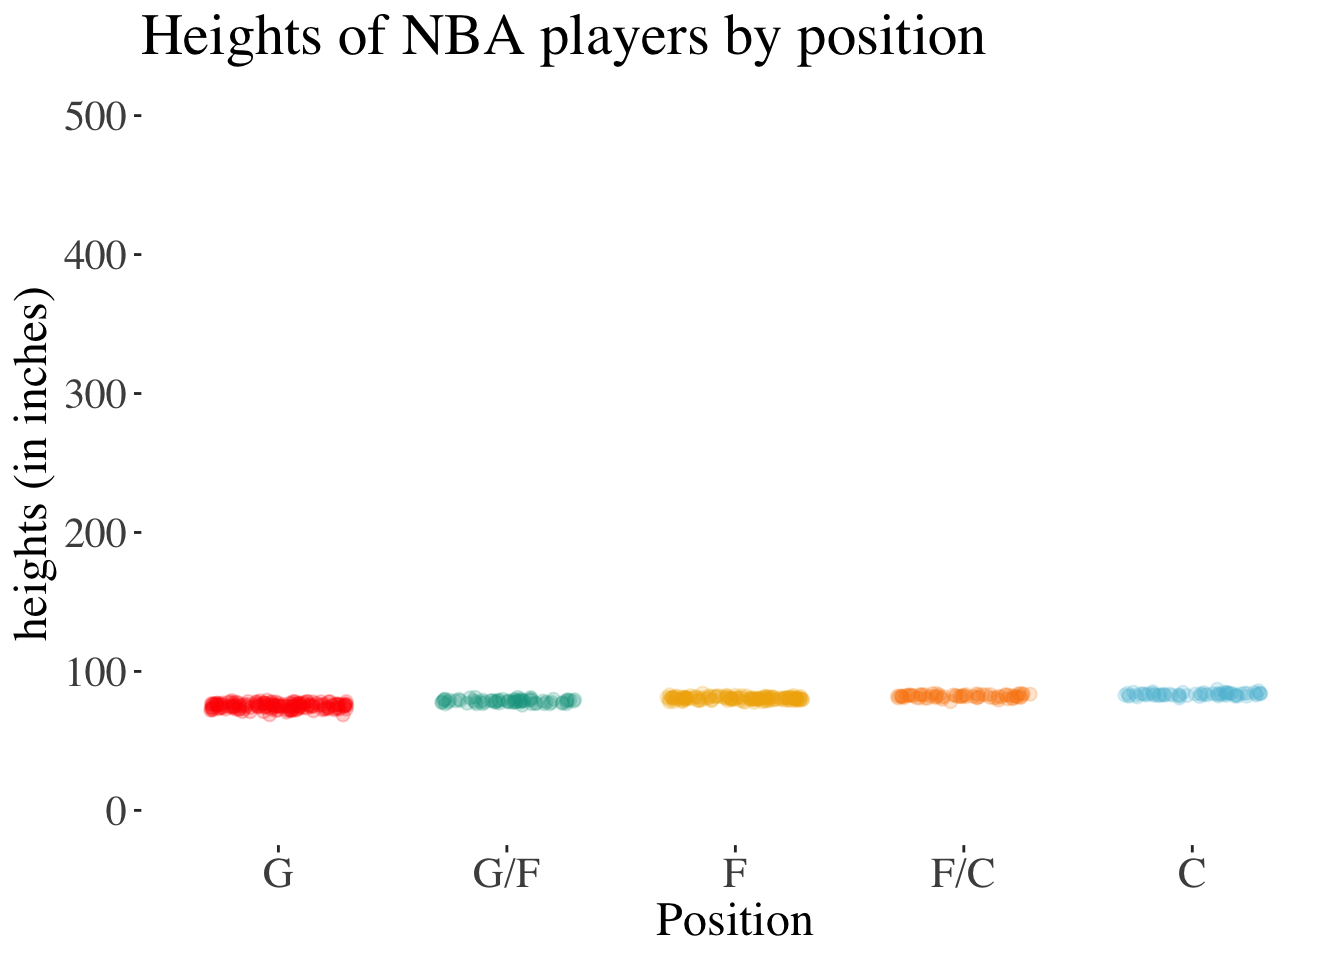 Heights of NBA players by position
500
400
300
200
100
0
heights (in inches)
G
G/F
F
F/C
C
Position